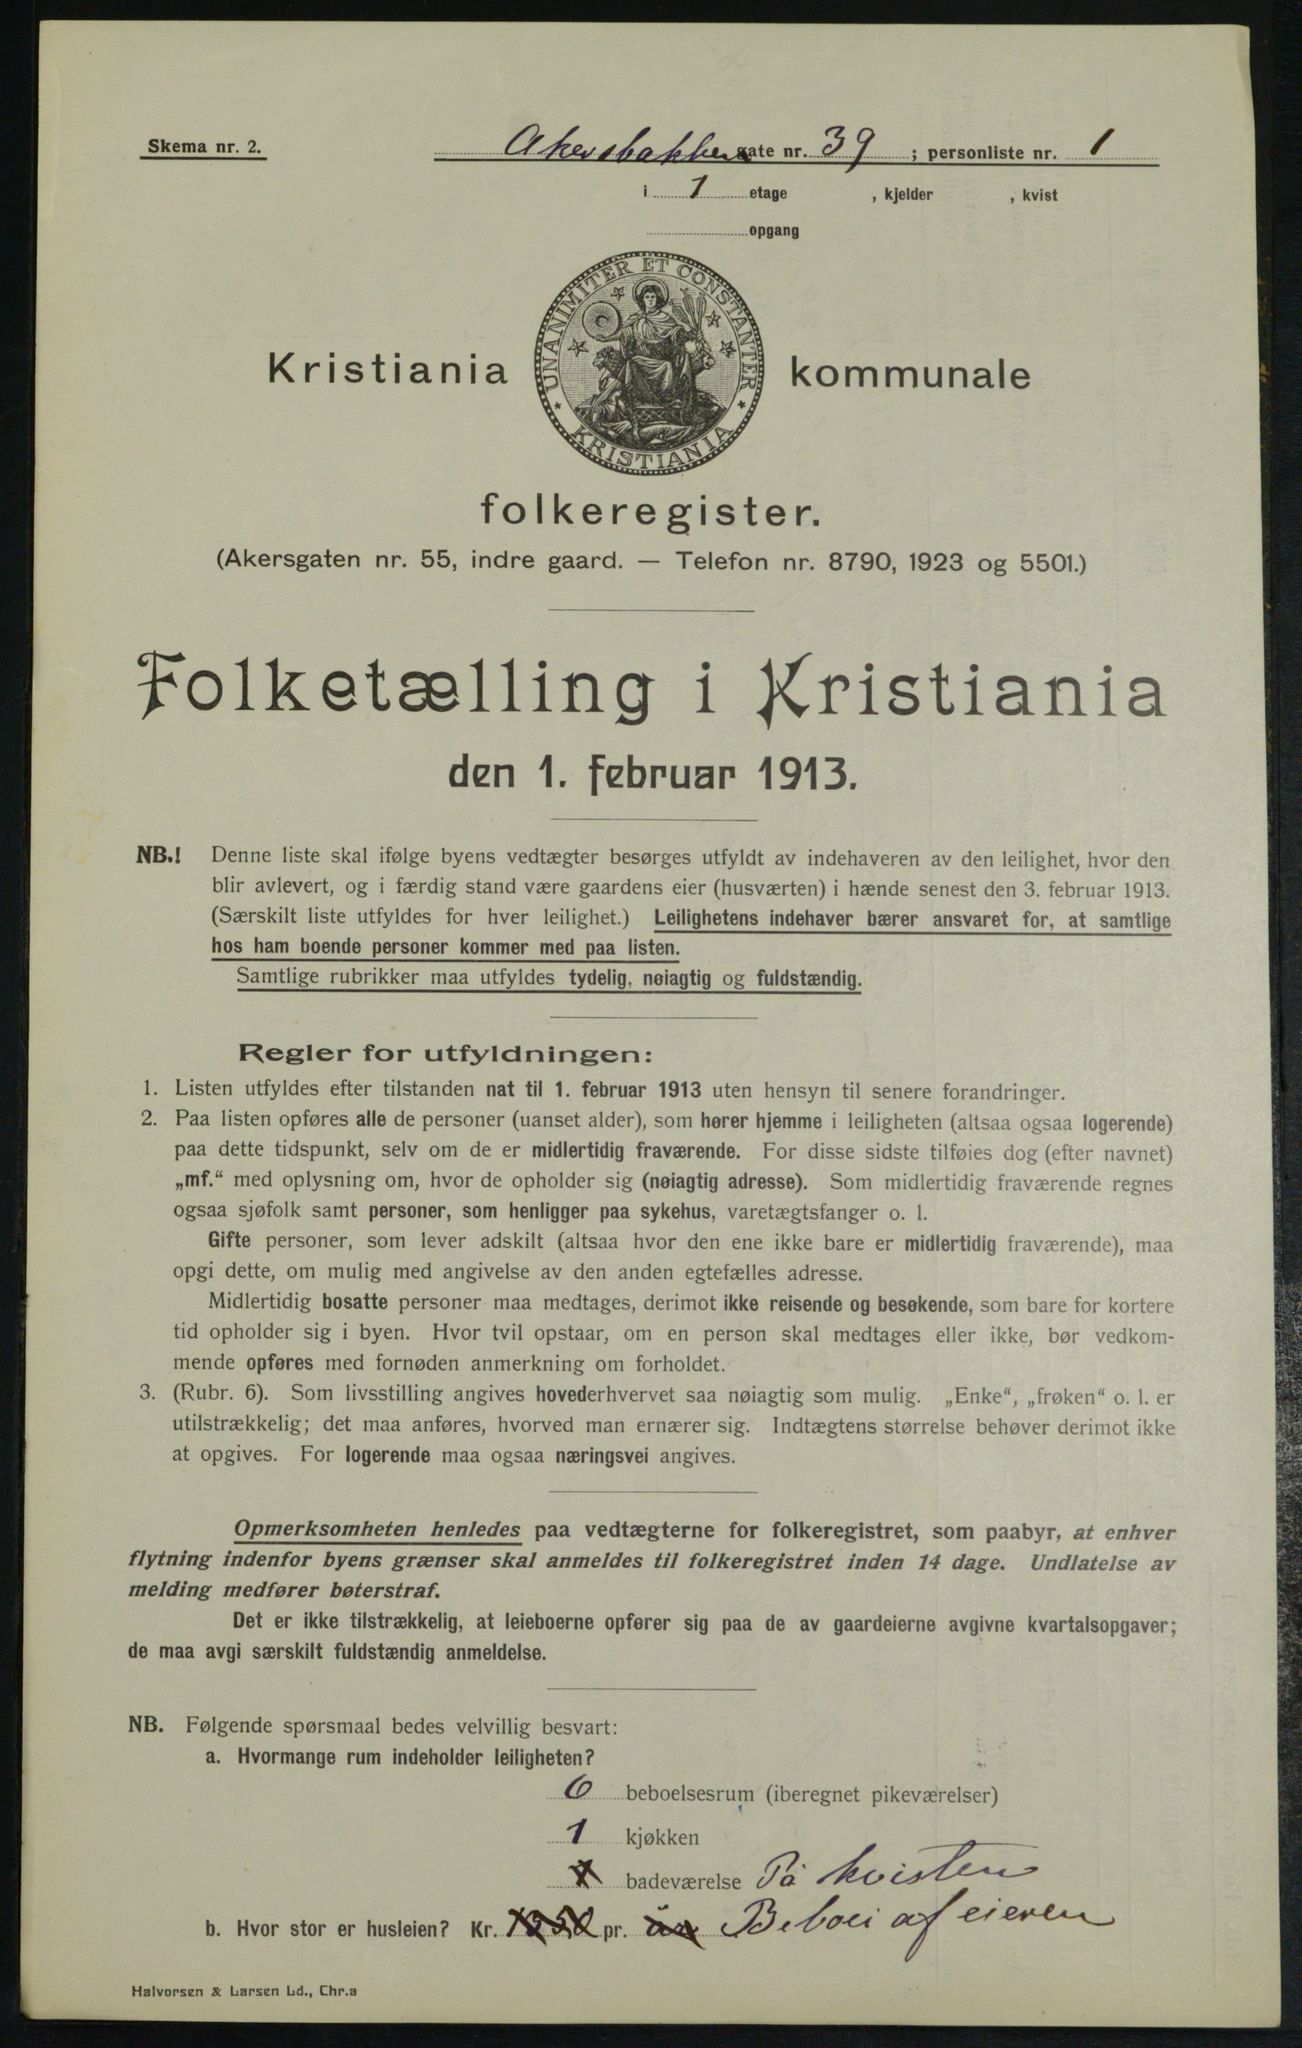 Skema nr. 2.
Akersbakken gate nr. 39 ; personliste nr. 1
i 1 etage , kjelder , kvist
opgang
UNANIMITER ET CONSTANTER
KRISTIANIA
Kristiania kommunale
folkeregister.
(Akersgaten nr. 55, indre gaard. — Telefon nr. 8790, 1923 og 5501.)
Folketælling i Kristiania
den 1. februar 1913.
NB.! Denne liste skal ifølge byens vedtægter besørges utfyldt av indehaveren av den leilighet, hvor den
blir avlevert, og i færdig stand være gaardens eier (husværten) i hænde senest den 3. februar 1913.
(Særskilt liste utfyldes for hver leilighet.) Leilighetens indehaver bærer ansvaret for, at samtlige
hos ham boende personer kommer med paa listen.
Samtlige rubrikker maa utfyldes tydelig, nøiagtig og fuldstændig.
Regler for utfyldningen:
1. Listen utfyldes efter tilstanden nat til 1. februar 1913 uten hensyn til senere forandringer.
2. Paa listen opføres alle de personer (uanset alder), som hører hjemme i leiligheten (altsaa ogsaa logerende)
paa dette tidspunkt, selv om de er midlertidig fraværende. For disse sidste tilføies dog (efter navnet)
„mf.“ med oplysning om, hvor de opholder sig (nøiagtig adresse). Som midlertidig fraværende regnes
ogsaa sjøfolk samt personer, som henligger paa sykehus, varetægtsfanger o. l.
Gifte personer, som lever adskilt (altsaa hvor den ene ikke bare er midlertidig fraværende), maa
opgi dette, om mulig med angivelse av den anden egtefælles adresse.
Midlertidig bosatte personer maa medtages, derimot ikke reisende og besøkende, som bare for kortere
tid opholder sig i byen. Hvor tvil opstaar, om en person skal medtages eller ikke, bør vedkom-
mende opføres med fornøden anmerkning om forholdet.
3. (Rubr. 6). Som livsstilling angives hovederhvervet saa nøiagtig som mulig. „Enke“, „frøken“ o. l. er
utilstrækkelig; det maa anføres, hvorved man ernærer sig. Indtægtens størrelse behøver derimot ikke
at opgives. For logerende maa ogsaa næringsvei angives.
Opmerksomheten henledes paa vedtægterne for folkeregistret, som paabyr, at enhver
flytning indenfor byens grænser skal anmeldes til folkeregistret inden 14 dage. Undlatelse av
melding medfører bøterstraf.
Det er ikke tilstrækkelig, at leieboerne opfører sig paa de av gaardeierne avgivne kvartalsopgaver;
de maa avgi særskilt fuldstændig anmeldelse.
NB. Følgende spørsmaal bedes velvillig besvart:
a. Hvormange rum indeholder leiligheten?
6 beboelsesrum (iberegnet pikeværelser)
1 kjøkken
badeværelse På kvisten
b. Hvor stor er husleien? Kr. pr. Beboei af eieren
Halvorsen & Larsen Ld., Chr.a